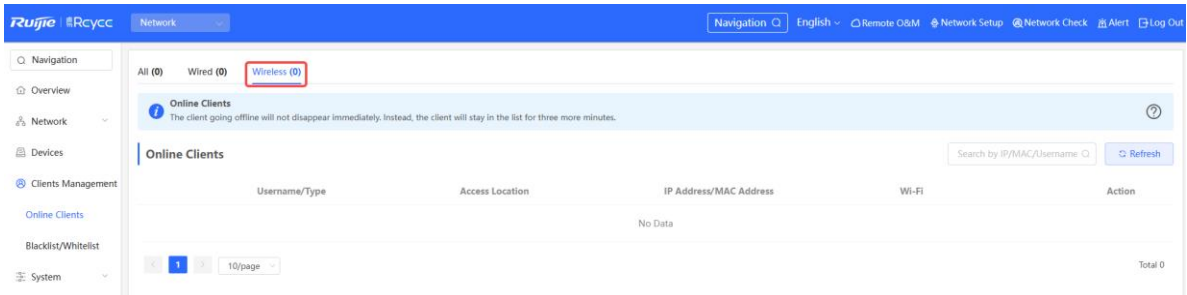 Ruijie Rcycc Network Navigation English Remote O&M Network Setup Network Check Alert Log Out
Navigation
Overview
Network
Devices
Clients Management
Online Clients
Blacklist/Whitelist
System
All (0) Wired (0) Wireless (0)
Online Clients
The client going offline will not disappear immediately. Instead, the client will stay in the list for three more minutes.
Online Clients Search by IP/MAC/Username Refresh
Username/Type Access Location IP Address/MAC Address Wi-Fi Action
No Data
1 10/page Total 0